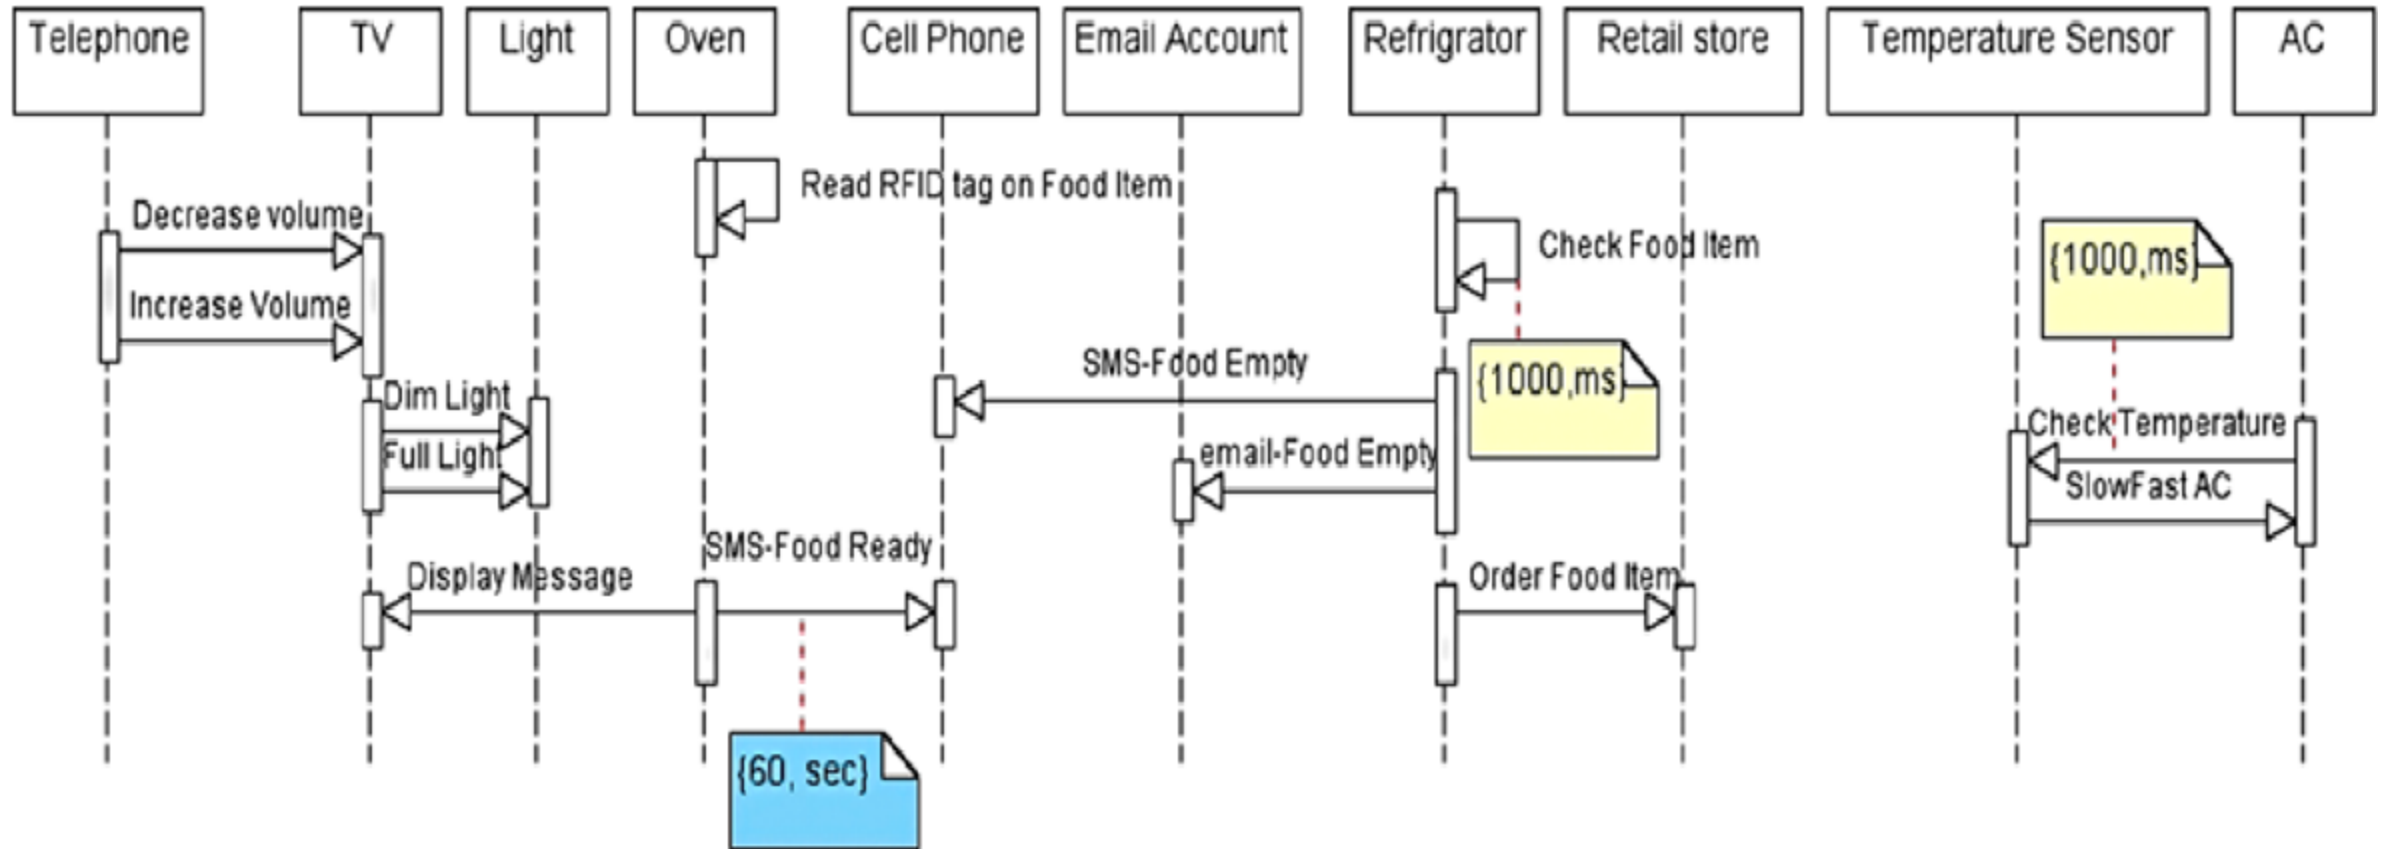 Telephone
TV
Light
Oven
Cell Phone
Email Account
Refrigrator
Retail store
Temperature Sensor
AC
Read RFID tag on Food Item
Decrease volume
Check Food Item
{1000,ms}
Increase Volume
SMS-Food Empty
{1000,ms}
Dim Light
Check Temperature
Full Light
email-Food Empty
SlowFast AC
SMS-Food Ready
Display Message
Order Food Item
{60, sec}